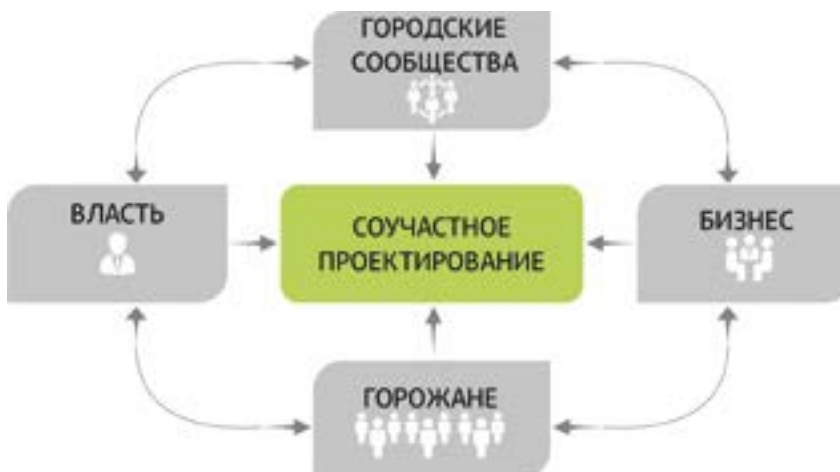 ГОРОДСКИЕ
СООБЩЕСТВА
ВЛАСТЬ
СОУЧАСТНОЕ
ПРОЕКТИРОВАНИЕ
БИЗНЕС
ГОРОЖАНЕ